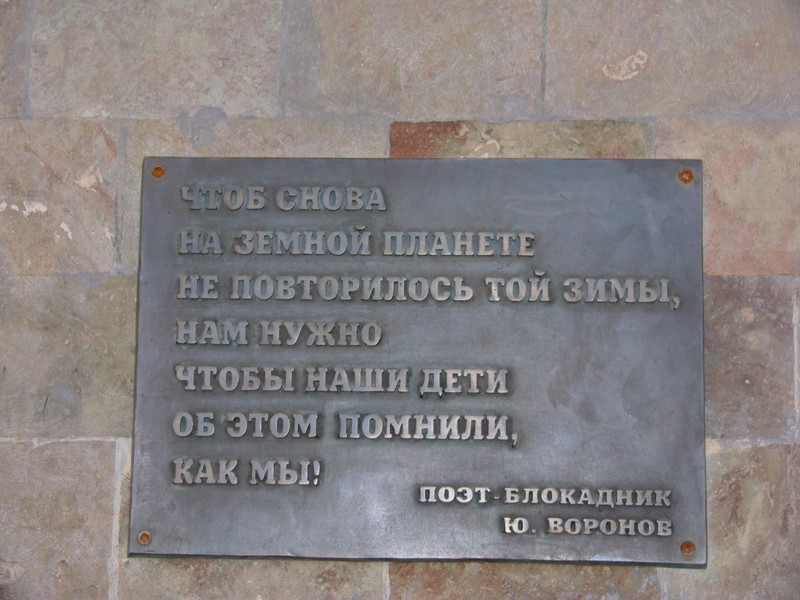 ЧТОБ СНОВА
НА ЗЕМНОЙ ПЛАНЕТЕ
НЕ ПОВТОРИЛОСЬ ТОЙ ЗИМЫ,
НАМ НУЖНО
ЧТОБЫ НАШИ ДЕТИ
ОБ ЭТОМ ПОМНИЛИ,
КАК МЫ!
ПОЭТ-БЛОКАДНИК
Ю. ВОРОНОВ